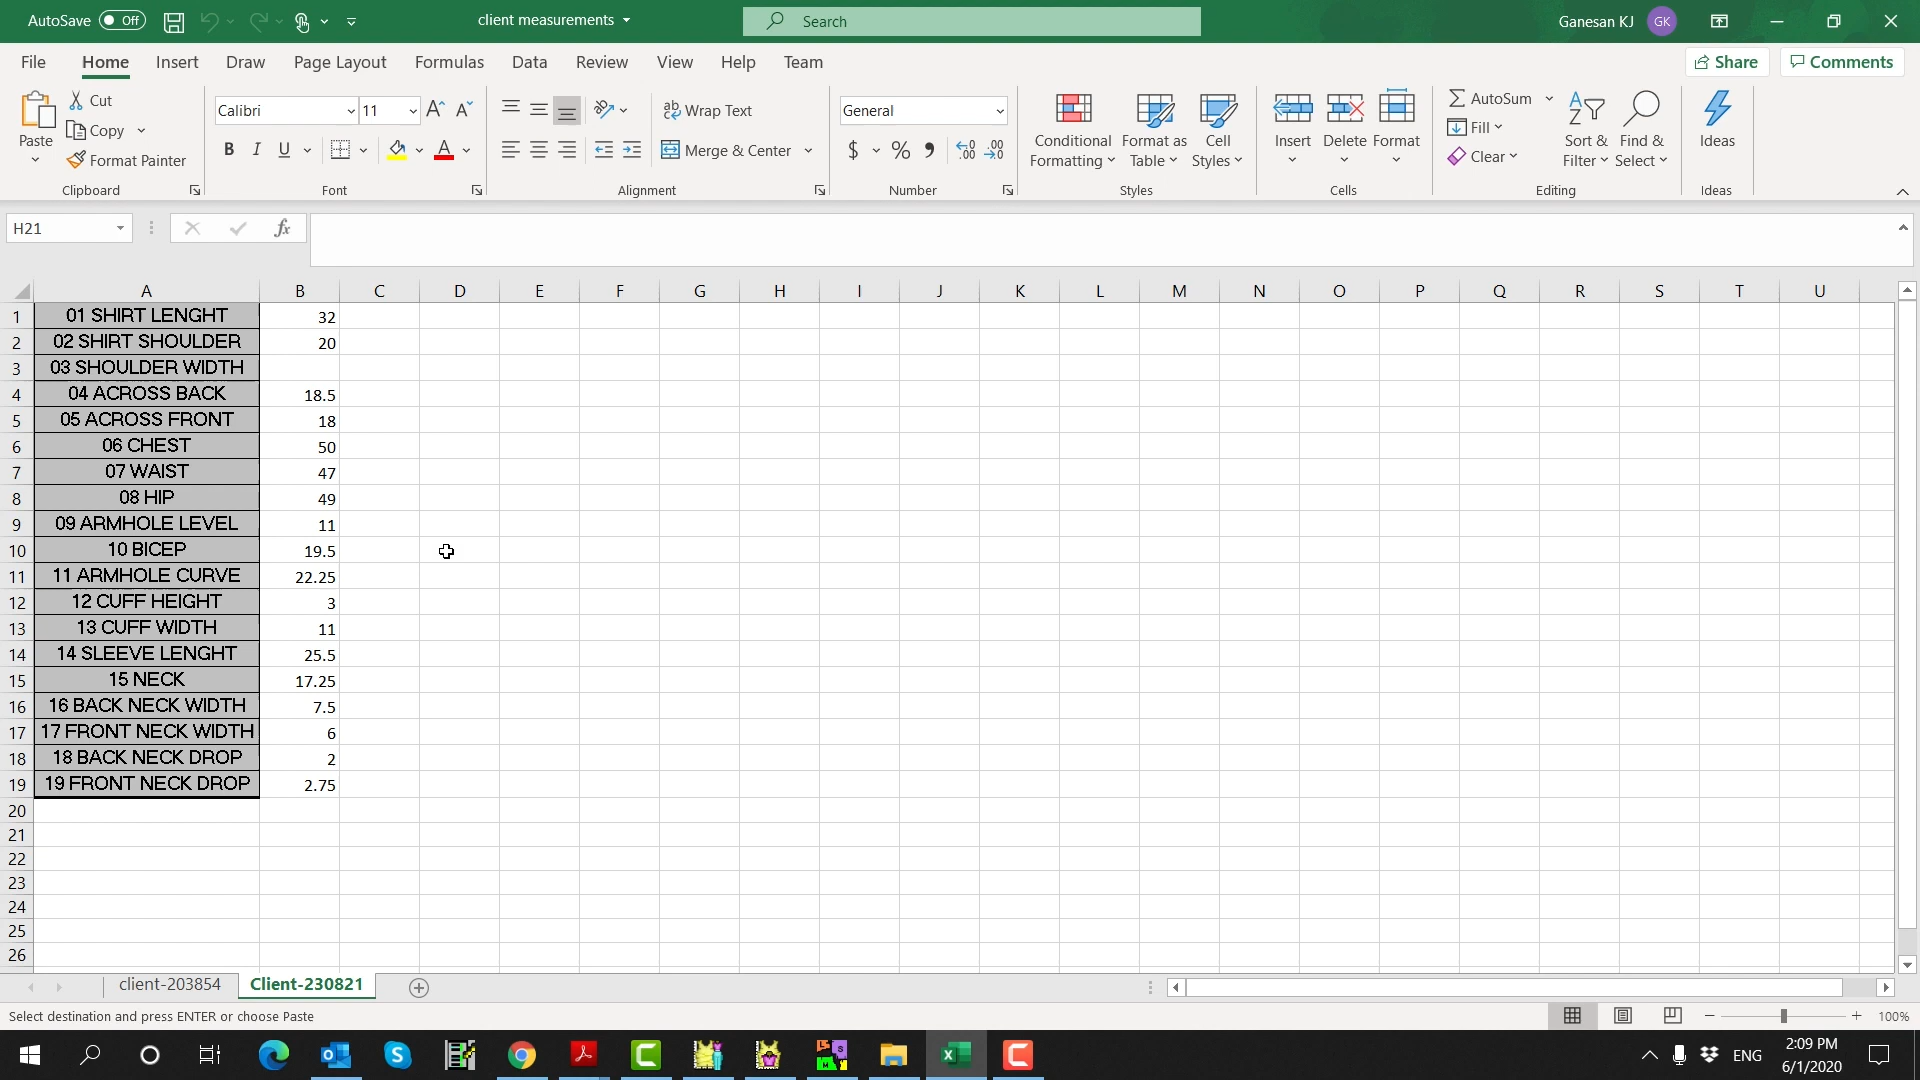 AutoSave Off client measurements Search Ganesan KJ GK
File Home Insert Draw Page Layout Formulas Data Review View Help Team Share Comments
Paste Cut Copy Format Painter Clipboard
Calibri 11 B I U A Font
Wrap Text Merge & Center Alignment
General $ % Number
Conditional Formatting Format as Table Cell Styles Styles
Insert Delete Format Cells
AutoSum Fill Clear Sort & Filter Find & Select Editing
Ideas Ideas
H21 fx
A B C D E F G H I J K L M N O P Q R S T U
1 01 SHIRT LENGHT 32
2 02 SHIRT SHOULDER 20
3 03 SHOULDER WIDTH
4 04 ACROSS BACK 18.5
5 05 ACROSS FRONT 18
6 06 CHEST 50
7 07 WAIST 47
8 08 HIP 49
9 09 ARMHOLE LEVEL 11
10 10 BICEP 19.5
11 11 ARMHOLE CURVE 22.25
12 12 CUFF HEIGHT 3
13 13 CUFF WIDTH 11
14 14 SLEEVE LENGHT 25.5
15 15 NECK 17.25
16 16 BACK NECK WIDTH 7.5
17 17 FRONT NECK WIDTH 6
18 18 BACK NECK DROP 2
19 19 FRONT NECK DROP 2.75
20
21
22
23
24
25
26
client-203854 Client-230821
Select destination and press ENTER or choose Paste 100%
ENG 2:09 PM
6/1/2020